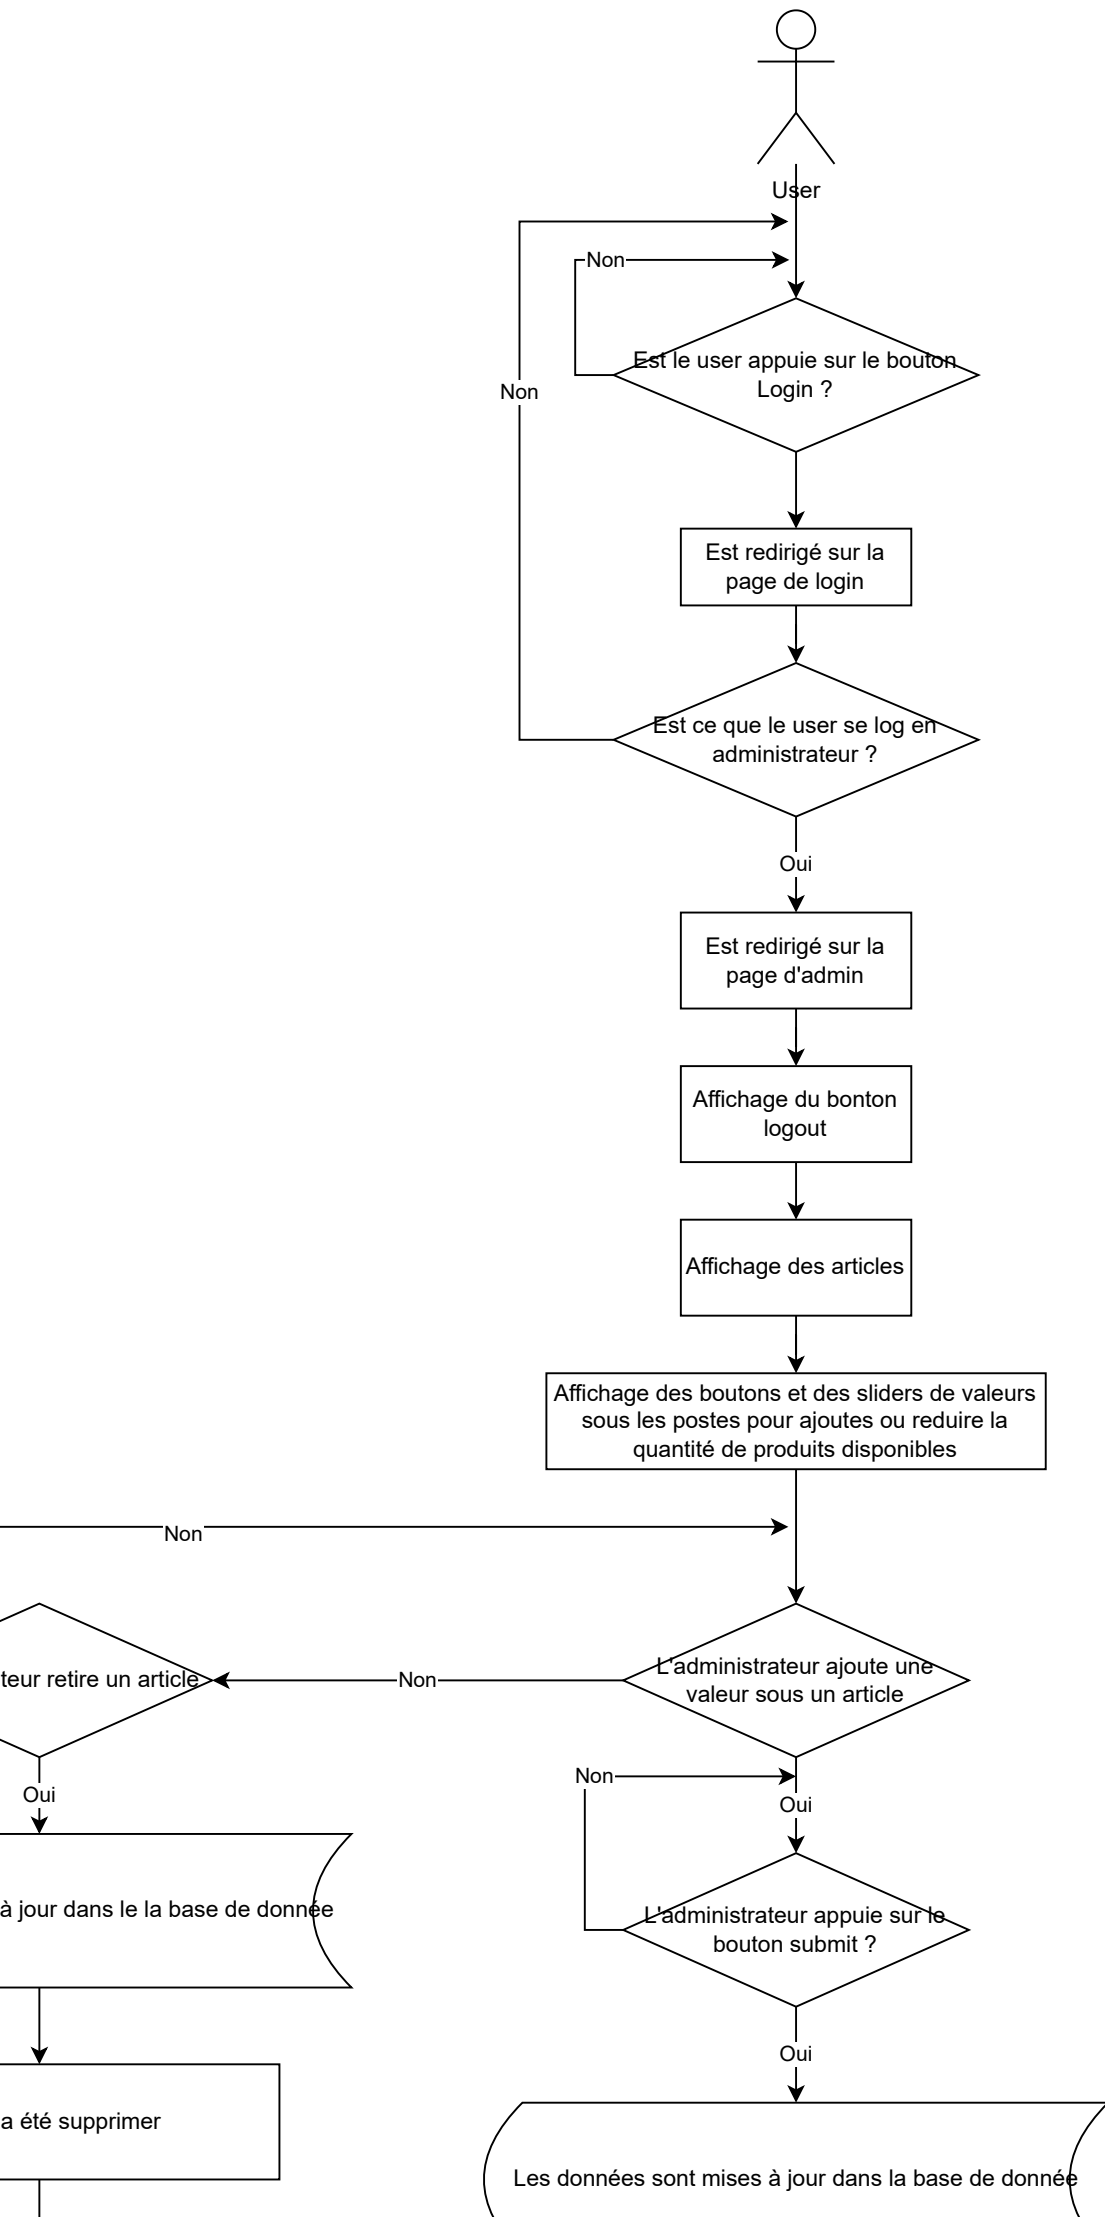 User
Non
Est le user appuie sur le bouton
Login ?
Non
Est redirigé sur la
page de login
Est ce que le user se log en
administrateur ?
Oui
Est redirigé sur la
page d'admin
Affichage du bonton
logout
Affichage des articles
Affichage des boutons et des sliders de valeurs
sous les postes pour ajoutes ou reduire la
quantité de produits disponibles
Non
L'administrateur ajoute une
valeur sous un article
Non
teur retire un article
Non
Oui
Oui
L'administrateur appuie sur le
bouton submit ?
à jour dans le la base de donnée
Oui
a été supprimer
Les données sont mises à jour dans la base de donnée